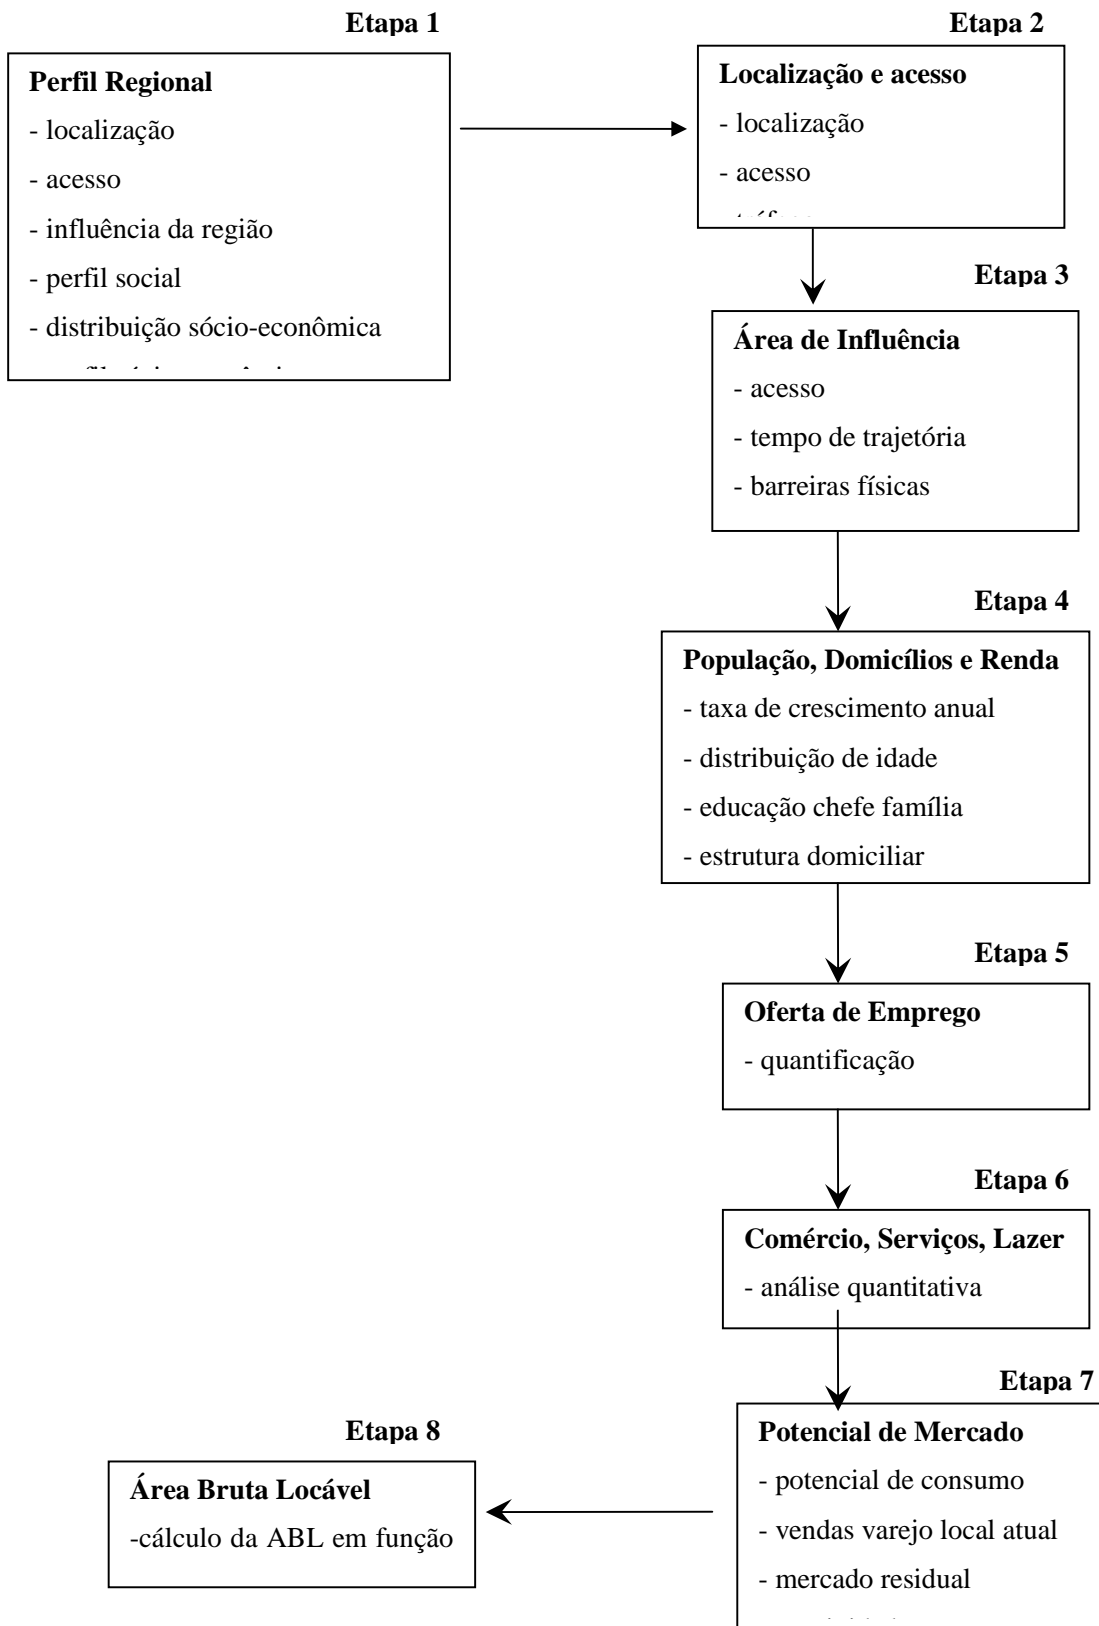 Etapa 1
Perfil Regional
- localização
- acesso
- influência da região
- perfil social
- distribuição sócio-econômica
Etapa 2
Localização e acesso
- localização
- acesso
Etapa 3
Área de Influência
- acesso
- tempo de trajetória
- barreiras físicas
Etapa 4
População, Domicílios e Renda
- taxa de crescimento anual
- distribuição de idade
- educação chefe família
- estrutura domiciliar
Etapa 5
Oferta de Emprego
- quantificação
Etapa 6
Comércio, Serviços, Lazer
- análise quantitativa
Etapa 7
Potencial de Mercado
- potencial de consumo
- vendas varejo local atual
- mercado residual
Etapa 8
Área Bruta Locável
-cálculo da ABL em função